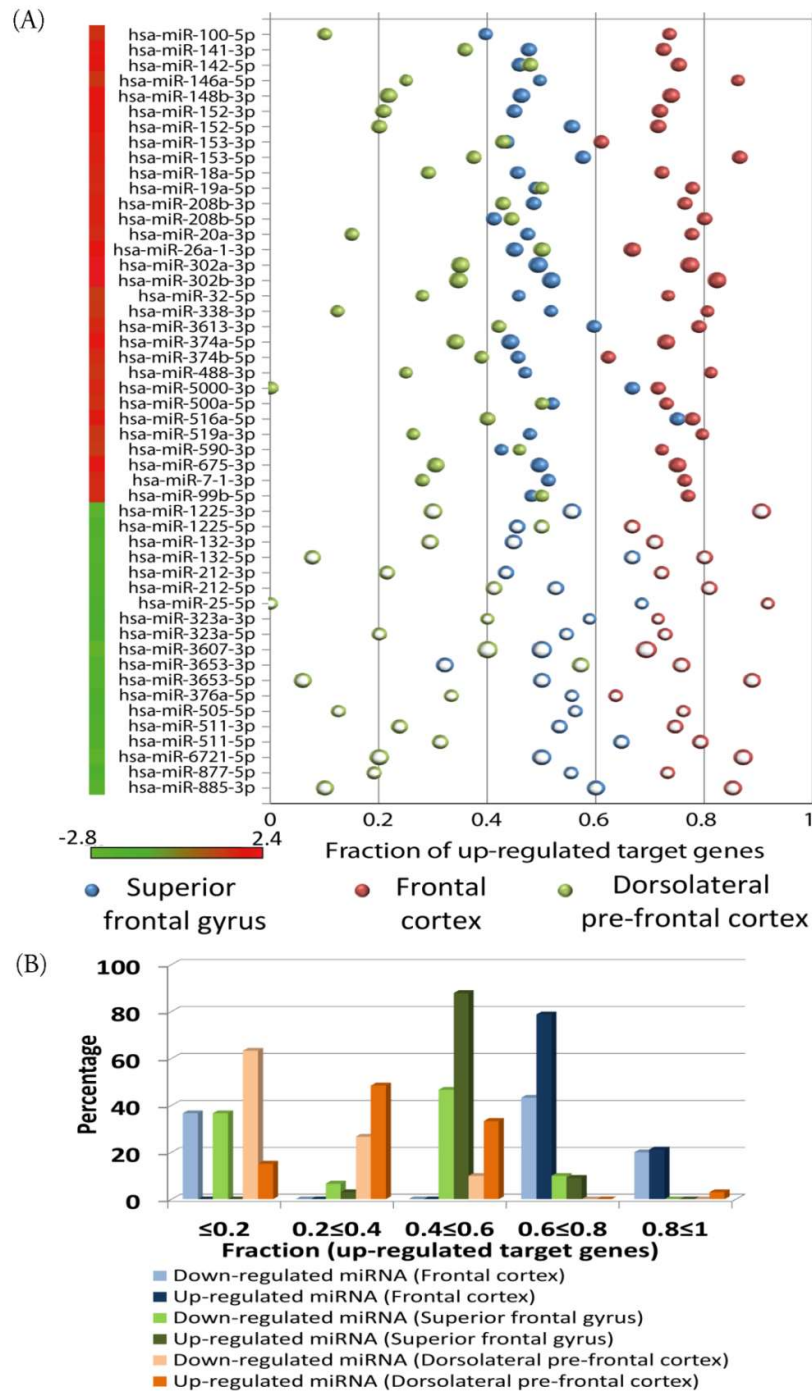 (A)
hsa-miR-100-5p
hsa-miR-141-3p
hsa-miR-142-5p
hsa-miR-146a-5p
hsa-miR-148b-3p
hsa-miR-152-3p
hsa-miR-152-5p
hsa-miR-153-3p
hsa-miR-153-5p
hsa-miR-18a-5p
hsa-miR-19a-5p
hsa-miR-208b-3p
hsa-miR-208b-5p
hsa-miR-20a-3p
hsa-miR-26a-1-3p
hsa-miR-302a-3p
hsa-miR-302b-3p
hsa-miR-32-5p
hsa-miR-338-3p
hsa-miR-3613-3p
hsa-miR-374a-5p
hsa-miR-374b-5p
hsa-miR-488-3p
hsa-miR-5000-3p
hsa-miR-500a-5p
hsa-miR-516a-5p
hsa-miR-519a-3p
hsa-miR-590-3p
hsa-miR-675-3p
hsa-miR-7-1-3p
hsa-miR-99b-5p
hsa-miR-1225-3p
hsa-miR-1225-5p
hsa-miR-132-3p
hsa-miR-132-5p
hsa-miR-212-3p
hsa-miR-212-5p
hsa-miR-25-5p
hsa-miR-323a-3p
hsa-miR-323a-5p
hsa-miR-3607-3p
hsa-miR-3653-3p
hsa-miR-3653-5p
hsa-miR-376a-5p
hsa-miR-505-5p
hsa-miR-511-3p
hsa-miR-511-5p
hsa-miR-6721-5p
hsa-miR-877-5p
hsa-miR-885-3p
0 0.2 0.4 0.6 0.8 1
-2.8 2.4
Fraction of up-regulated target genes
Superior frontal gyrus
Frontal cortex
Dorsolateral pre-frontal cortex
(B)
100
80
60
40
20
0
Percentage
≤0.2 0.2≤0.4 0.4≤0.6 0.6≤0.8 0.8≤1
Fraction (up-regulated target genes)
Down-regulated miRNA (Frontal cortex)
Up-regulated miRNA (Frontal cortex)
Down-regulated miRNA (Superior frontal gyrus)
Up-regulated miRNA (Superior frontal gyrus)
Down-regulated miRNA (Dorsolateral pre-frontal cortex)
Up-regulated miRNA (Dorsolateral pre-frontal cortex)